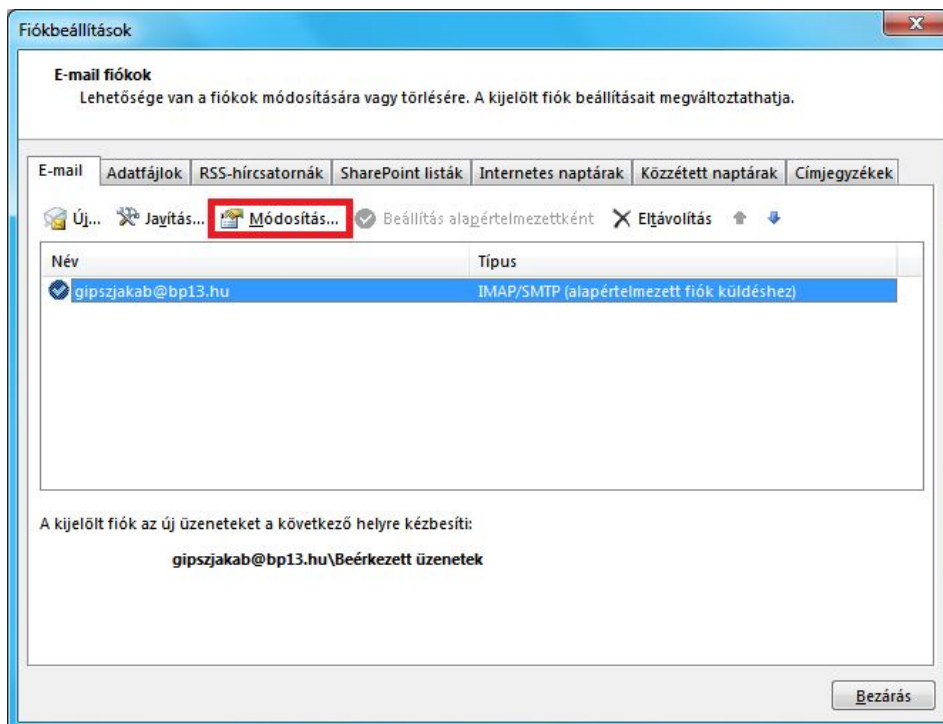 Fiókbeállítások
E-mail fiókok
Lehetősége van a fiókok módosítására vagy törlésére. A kijelölt fiók beállításait megváltoztathatja.
E-mail Adatfájlok RSS-hírcsatornák SharePoint listák Internetes naptárak Közzétett naptárak Címjegyzékek
Új... Javítás... Módosítás... Beállítás alapértelmezettként Eltávolítás
Név Típus
gipszjakab@bp13.hu IMAP/SMTP (alapértelmezett fiók küldéshez)
A kijelölt fiók az új üzeneteket a következő helyre kézbesíti:
gipszjakab@bp13.hu\Beérkezett üzenetek
Bezárás